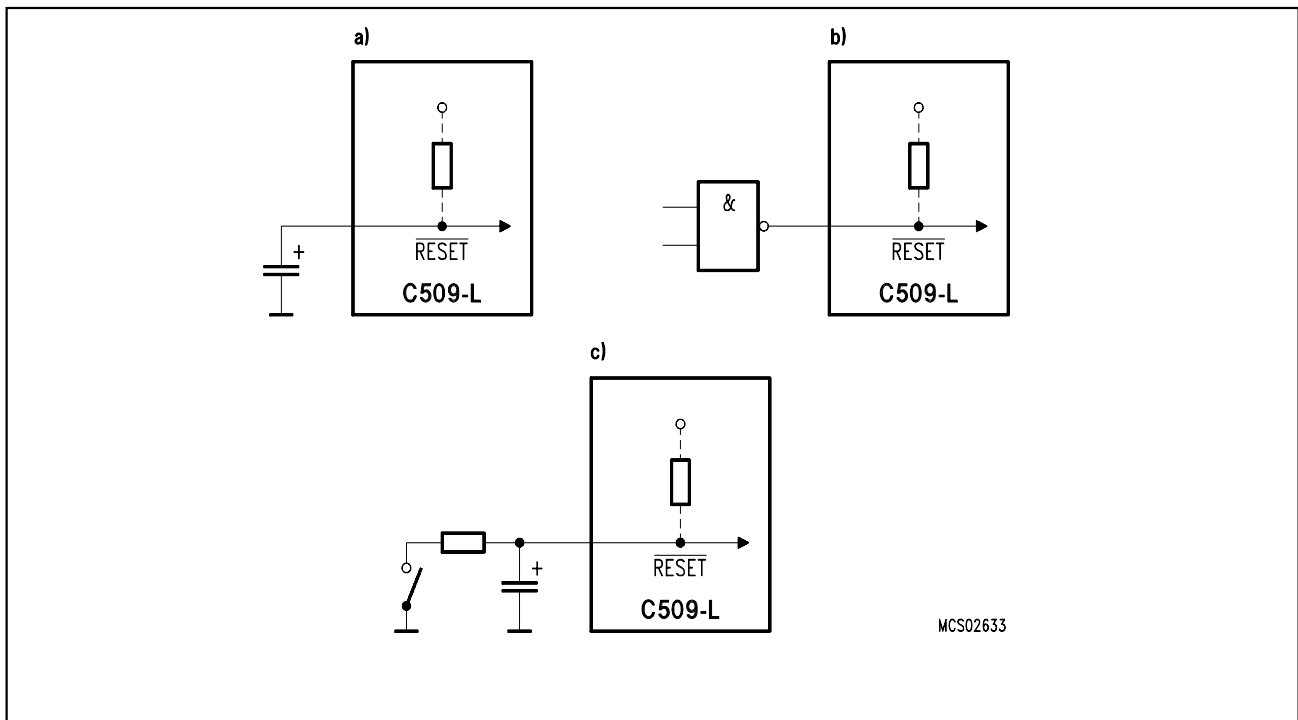 a)
+
RESET
C509-L
b)
&
RESET
C509-L
c)
+
RESET
C509-L
MCS02633